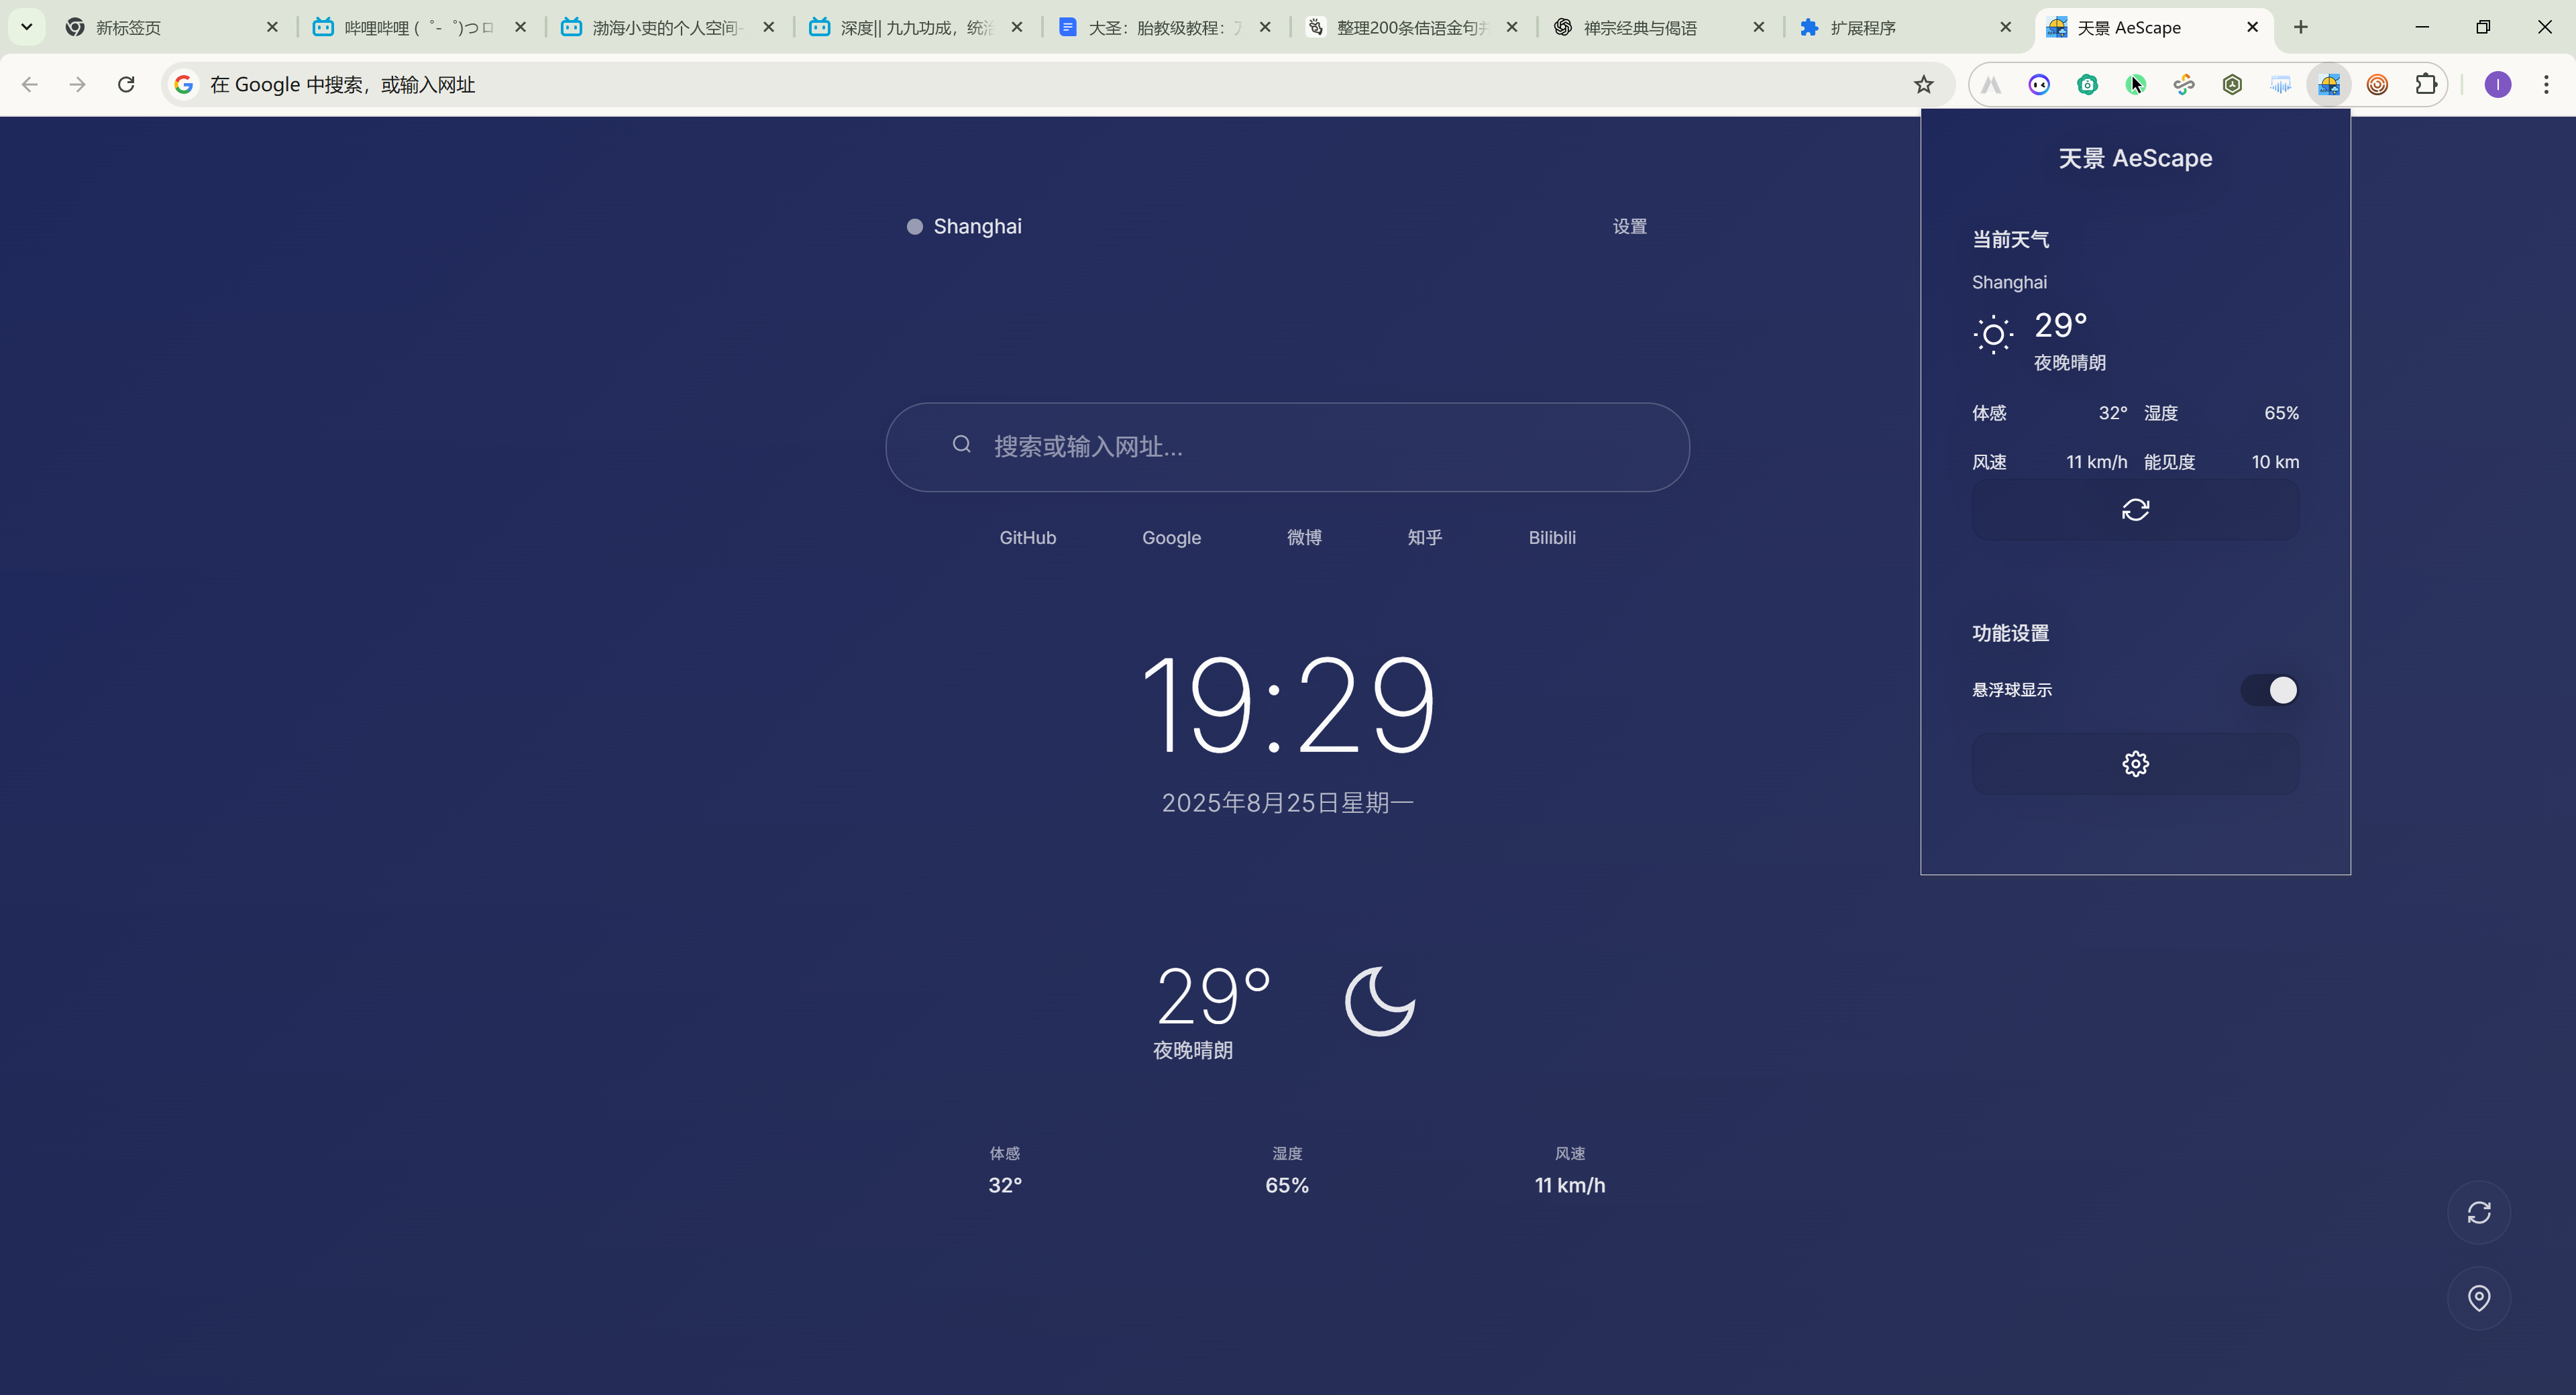 新标签页
哔哩哔哩 (゜-゜)つロ
渤海小吏的个人空间-
深度|| 九九功成，统治
大圣：胎教级教程：
整理200条佶语金句
禅宗经典与偈语
扩展程序
天景 AeScape
在 Google 中搜索，或输入网址
I
Shanghai
设置
搜索或输入网址...
GitHub
Google
微博
知乎
Bilibili
19:29
2025年8月25日星期一
29°
夜晚晴朗
体感
湿度
风速
32°
65%
11 km/h
天景 AeScape
当前天气
Shanghai
29°
夜晚晴朗
体感 32° 湿度 65%
风速 11 km/h 能见度 10 km
功能设置
悬浮球显示